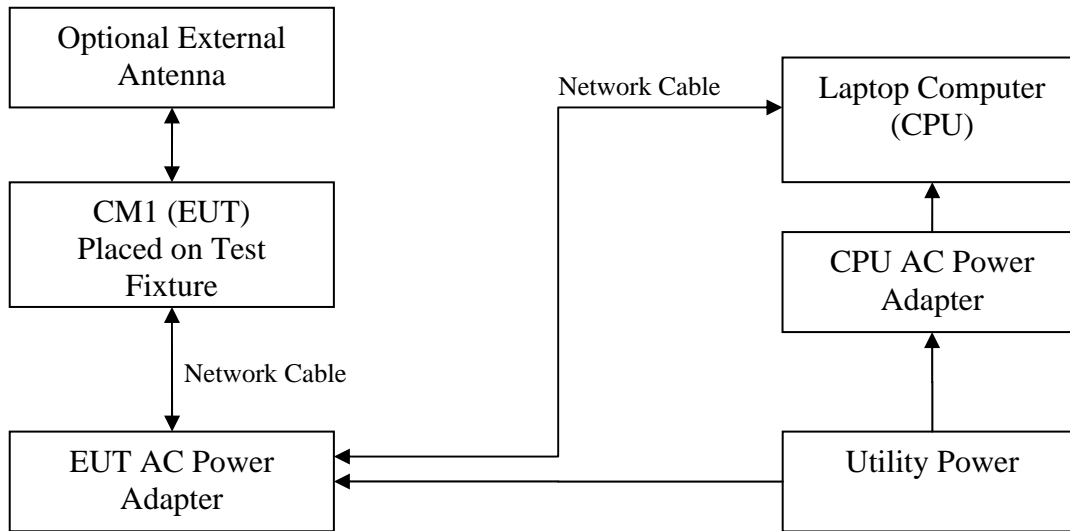 Optional External
Antenna
Network Cable
Laptop Computer
(CPU)
CM1 (EUT)
Placed on Test
Fixture
CPU AC Power
Adapter
Network Cable
EUT AC Power
Adapter
Utility Power